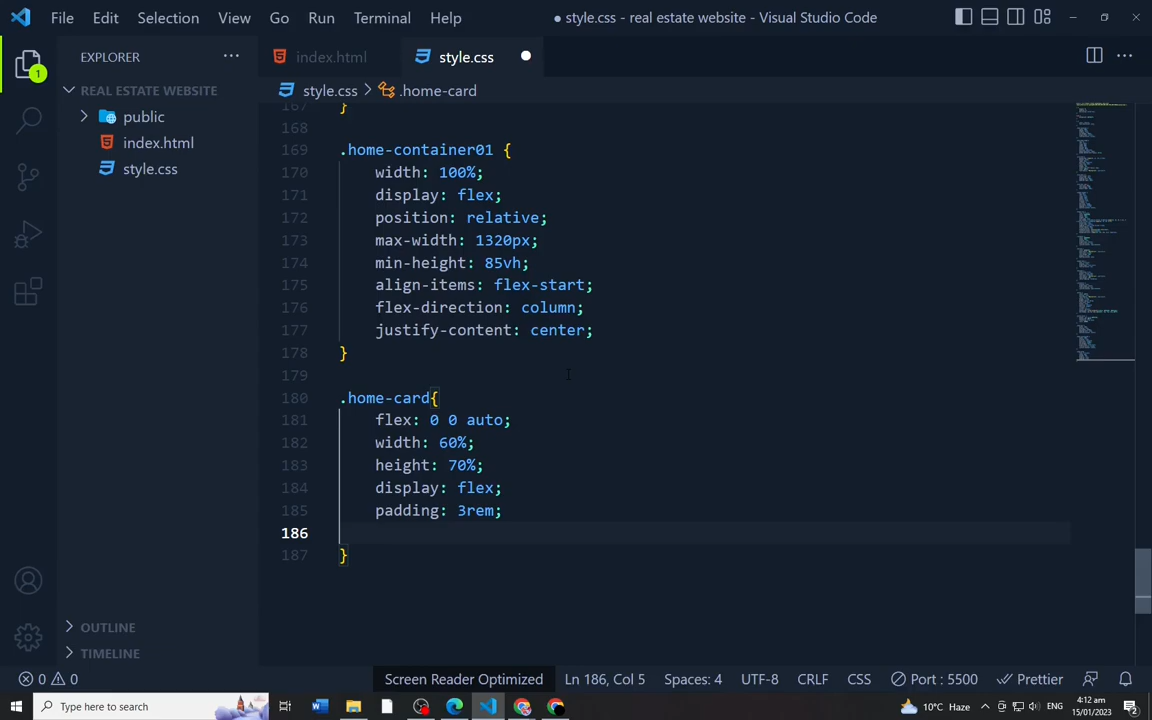 File Edit Selection View Go Run Terminal Help
● style.css - real estate website - Visual Studio Code
EXPLORER
1
REAL ESTATE WEBSITE
public
index.html
style.css
OUTLINE
TIMELINE
index.html
style.css
style.css > .home-card
167 }
168
169 .home-container01 {
170 width: 100%;
171 display: flex;
172 position: relative;
173 max-width: 1320px;
174 min-height: 85vh;
175 align-items: flex-start;
176 flex-direction: column;
177 justify-content: center;
178 }
179
180 .home-card{
181 flex: 0 0 auto;
182 width: 60%;
183 height: 70%;
184 display: flex;
185 padding: 3rem;
186
187 }
0 0 Screen Reader Optimized Ln 186, Col 5 Spaces: 4 UTF-8 CRLF CSS Port : 5500 Prettier
Type here to search
10°C Haze
ENG
4:12 am
15/01/2023
2